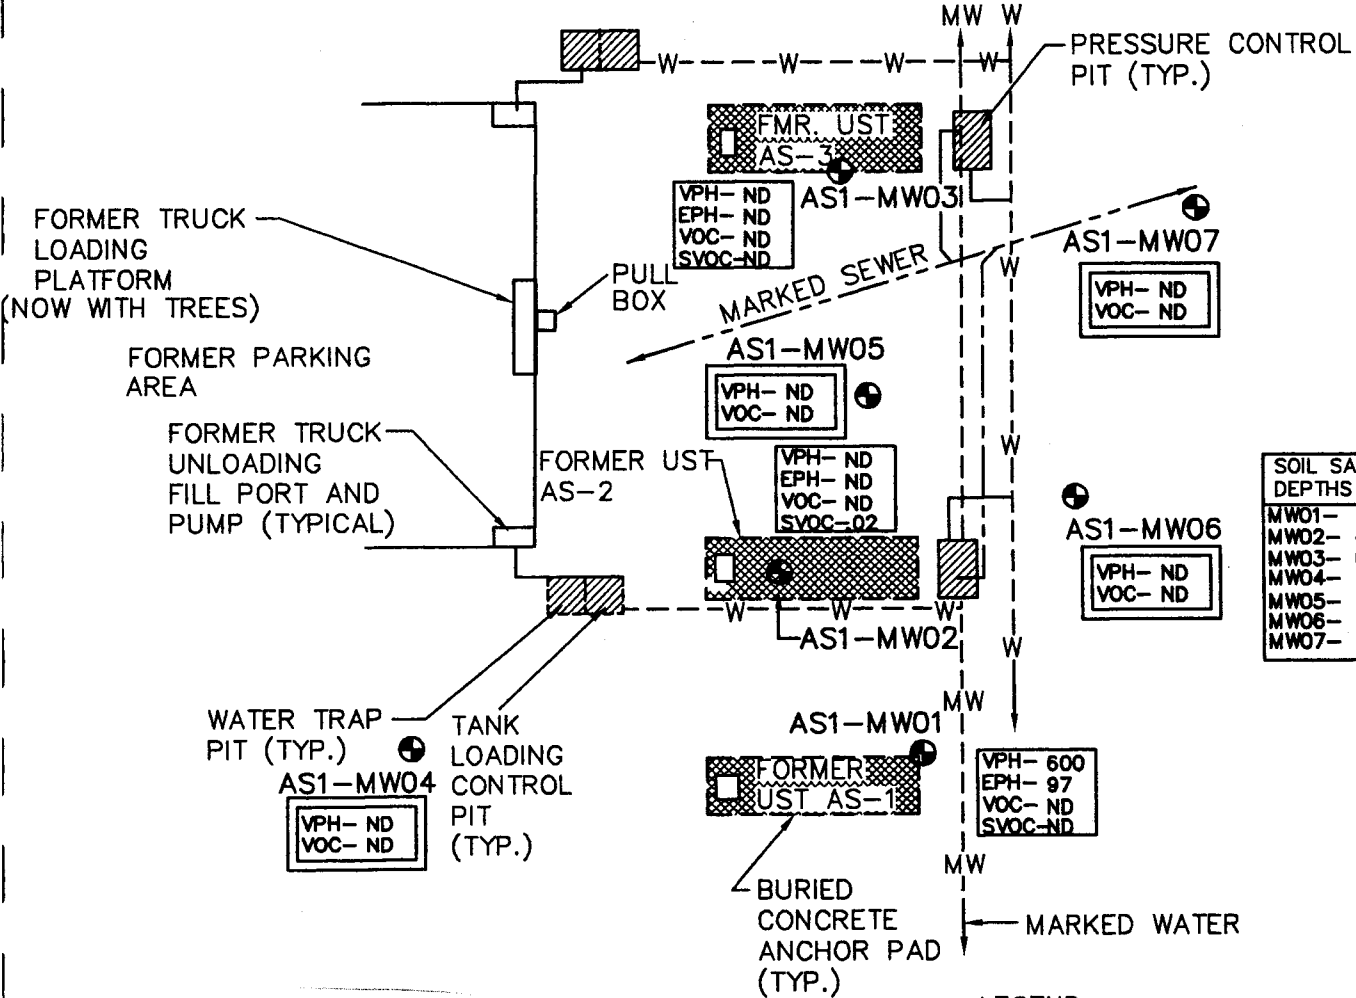 MW W
PRESSURE CONTROL
PIT (TYP.)
W W W W
FMR. UST
AS-3
AS1-MW03
VPH- ND
EPH- ND
VOC- ND
SVOC-ND
FORMER TRUCK
LOADING
PLATFORM
(NOW WITH TREES)
PULL
BOX
MARKED SEWER
AS1-MW07
VPH- ND
VOC- ND
W
FORMER PARKING
AREA
AS1-MW05
VPH- ND
VOC- ND
FORMER TRUCK
UNLOADING
FILL PORT AND
PUMP (TYPICAL)
FORMER UST
AS-2
VPH- ND
EPH- ND
VOC- ND
SVOC-.02
W
AS1-MW06
VPH- ND
VOC- ND
SOIL SA
DEPTHS
MW01-
MW02-
MW03-
MW04-
MW05-
MW06-
MW07-
W W W
AS1-MW02
W
WATER TRAP
PIT (TYP.)
TANK
LOADING
CONTROL
PIT
(TYP.)
AS1-MW04
VPH- ND
VOC- ND
MW
AS1-MW01
FORMER
UST AS-1
VPH- 600
EPH- 97
VOC- ND
SVOC-ND
MW
BURIED
CONCRETE
ANCHOR PAD
(TYP.)
MARKED WATER